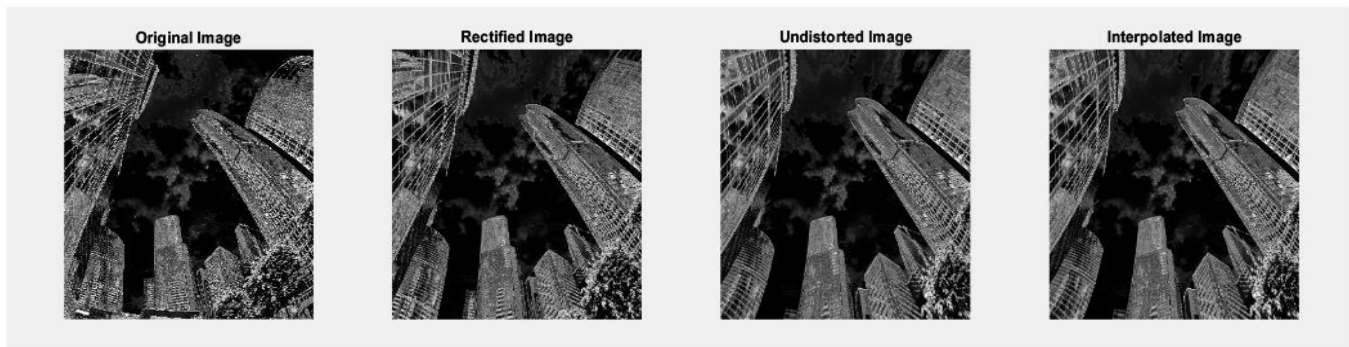 Original Image
Rectified Image
Undistorted Image
Interpolated Image